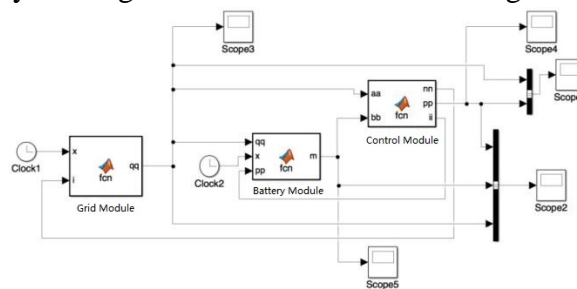 Scope3
Scope4
Scope
nn
aa
pp
bb
fcn
iii
Control Module
Clock1
x
i
fcn
qq
Grid Module
Clock2
qq
x
pp
fcn
m
Battery Module
Scope2
Scope5